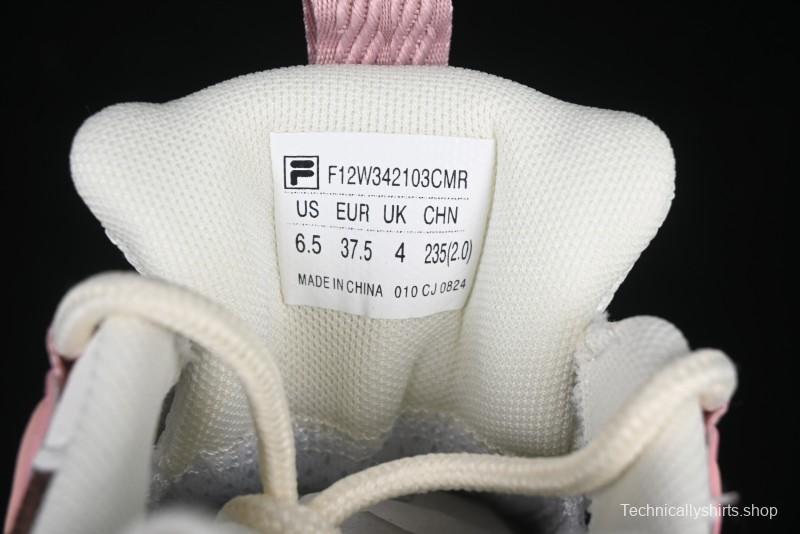 F F12W342103CMR
US EUR UK CHN
6.5 37.5 4 235(2.0)
MADE IN CHINA 010 CJ 0824
Technicallyshirts.shop